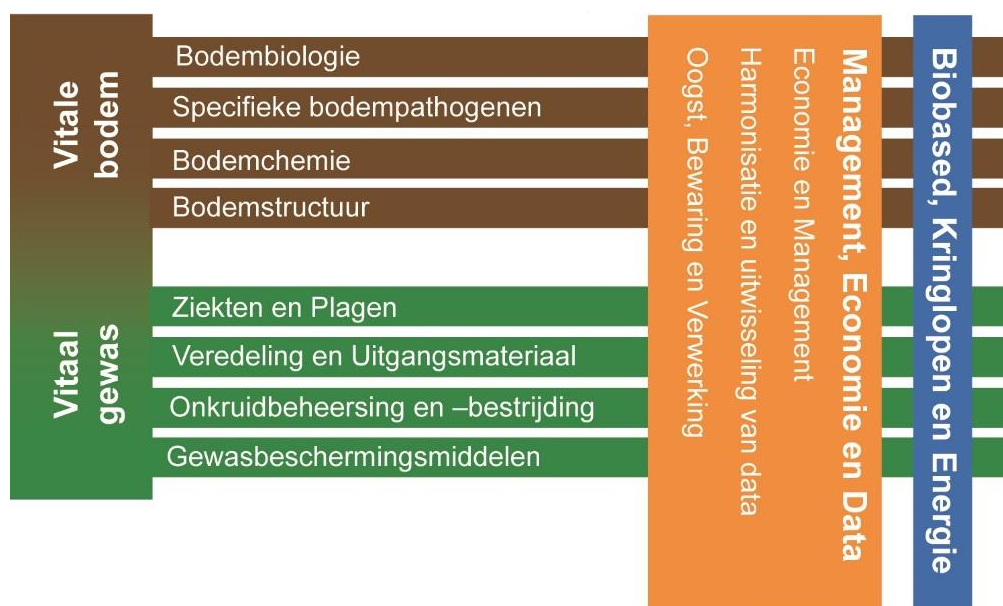 Vitale
bodem
Bodembiologie
Specifieke bodempathogenen
Bodemchemie
Bodemstructuur
Vitaal
gewas
Ziekten en Plagen
Veredeling en Uitgangsmateriaal
Onkruidbeheersing en –bestrijding
Gewasbeschermingsmiddelen
Management, Economie en Data
Economie en Management
Harmonisatie en uitwisseling van data
Oogst, Bewaring en Verwerking
Biobased, Kringlopen en Energie